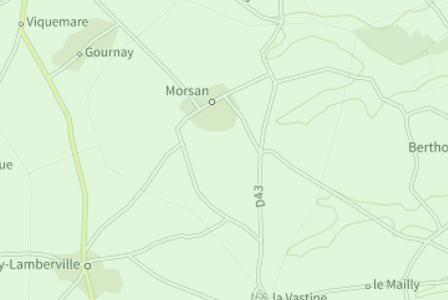 Viquemare
Gournay
Morsan
Bertho
ue
D43
y-Lamberville
le Mailly
la Vastine